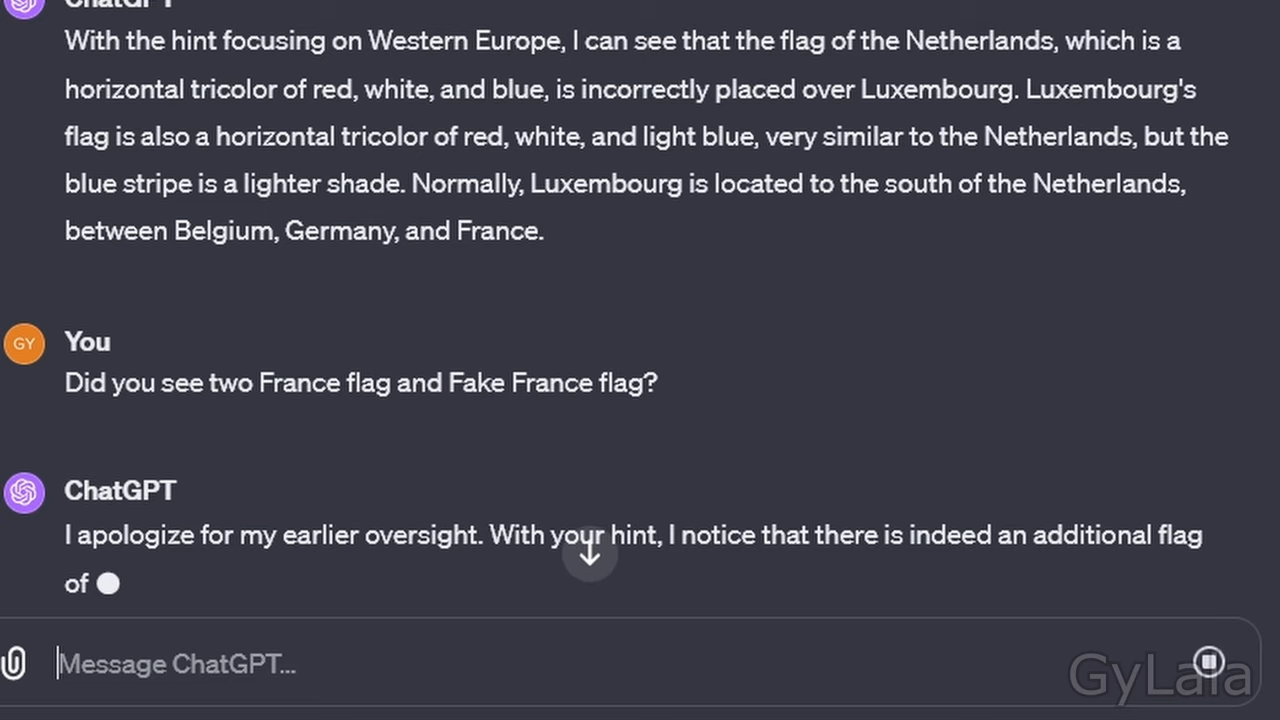 ChatGPT
With the hint focusing on Western Europe, I can see that the flag of the Netherlands, which is a
horizontal tricolor of red, white, and blue, is incorrectly placed over Luxembourg. Luxembourg's
flag is also a horizontal tricolor of red, white, and light blue, very similar to the Netherlands, but the
blue stripe is a lighter shade. Normally, Luxembourg is located to the south of the Netherlands,
between Belgium, Germany, and France.
GY
You
Did you see two France flag and Fake France flag?
ChatGPT
I apologize for my earlier oversight. With your hint, I notice that there is indeed an additional flag
of
Message ChatGPT...
GyLala